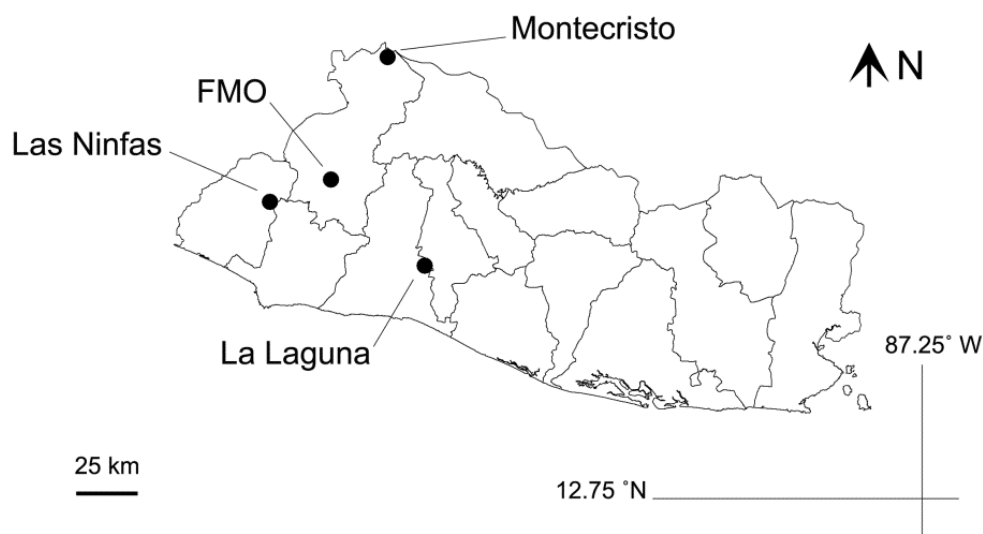 Montecristo
N
FMO
Las Ninfas
La Laguna
87.25° W
25 km
12.75 °N